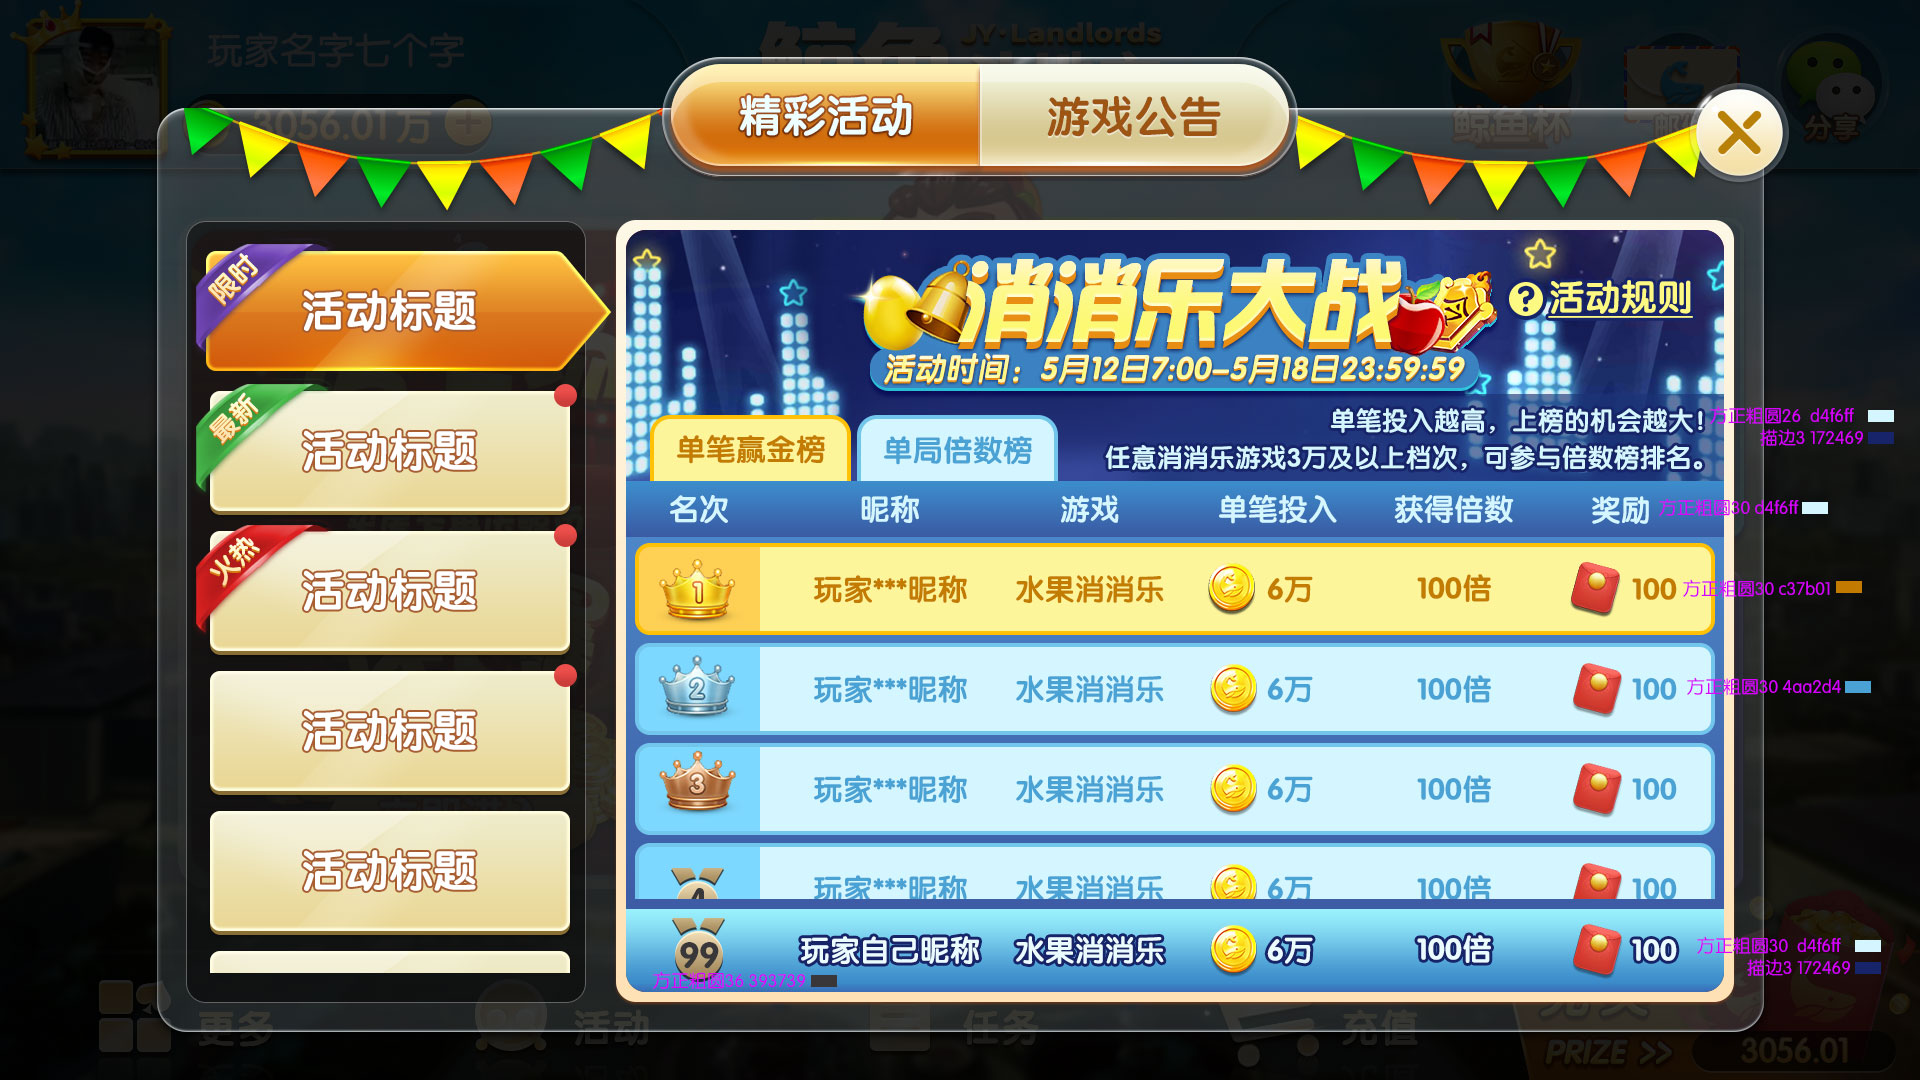 玩家名字七个字
JY·Landlords
3056.01万
精彩活动
游戏公告
鲸鱼杯
分享
限时
活动标题
最新
活动标题
火热
活动标题
活动标题
活动标题
消消乐大战
?活动规则
活动时间：5月12日7:00-5月18日23:59:59
单笔赢金榜
单局倍数榜
单笔投入越高，上榜的机会越大！
任意消消乐游戏3万及以上档次，可参与倍数榜排名。
方正粗圆26 d4f6ff
描边3 172469
名次 昵称 游戏 单笔投入 获得倍数 奖励
方正粗圆30 d4f6ff
1 玩家***昵称 水果消消乐 6万 100倍 100
方正粗圆30 c37b01
2 玩家***昵称 水果消消乐 6万 100倍 100
方正粗圆30 4aa2d4
3 玩家***昵称 水果消消乐 6万 100倍 100
4 玩家***昵称 水果消消乐 6万 100倍 100
99 玩家自己昵称 水果消消乐 6万 100倍 100
方正粗圆36 393739
方正粗圆30 d4f6ff
描边3 172469
更多
活动
任务
充值
PRIZE >>
3056.01